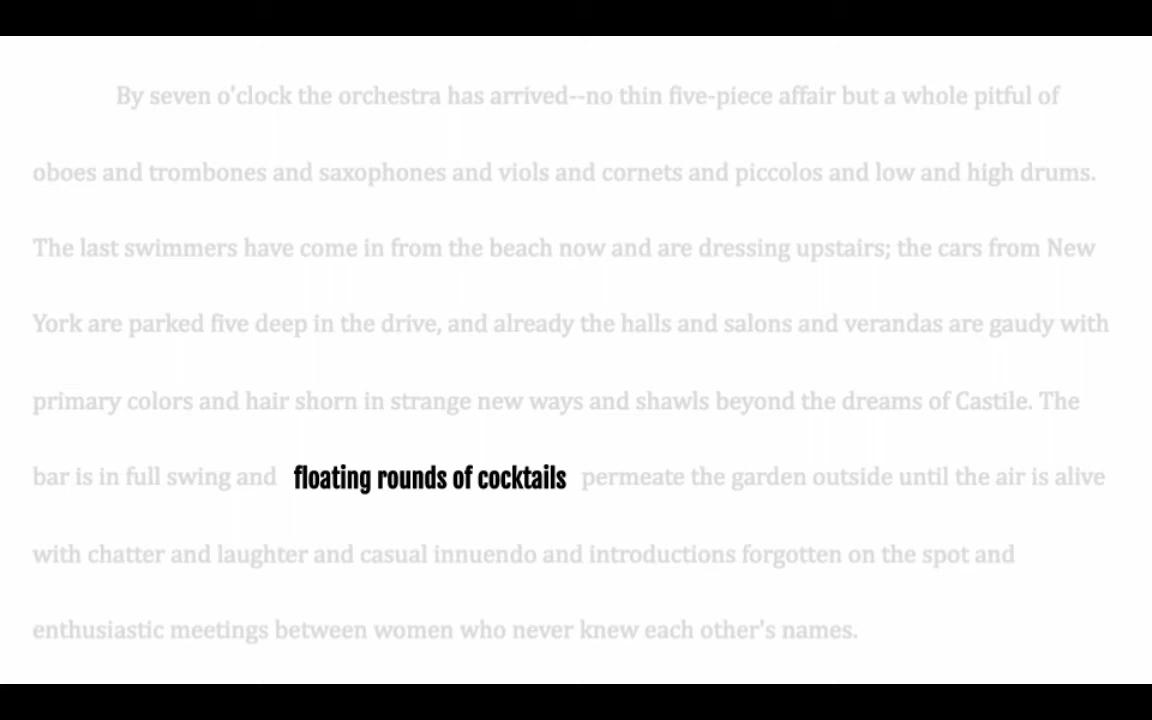 By seven o'clock the orchestra has arrived--no thin five-piece affair but a whole pitful of
oboes and trombones and saxophones and viols and cornets and piccolos and low and high drums.
The last swimmers have come in from the beach now and are dressing upstairs; the cars from New
York are parked five deep in the drive, and already the halls and salons and verandas are gaudy with
primary colors and hair shorn in strange new ways and shawls beyond the dreams of Castile. The
bar is in full swing and floating rounds of cocktails permeate the garden outside until the air is alive
with chatter and laughter and casual innuendo and introductions forgotten on the spot and
enthusiastic meetings between women who never knew each other's names.